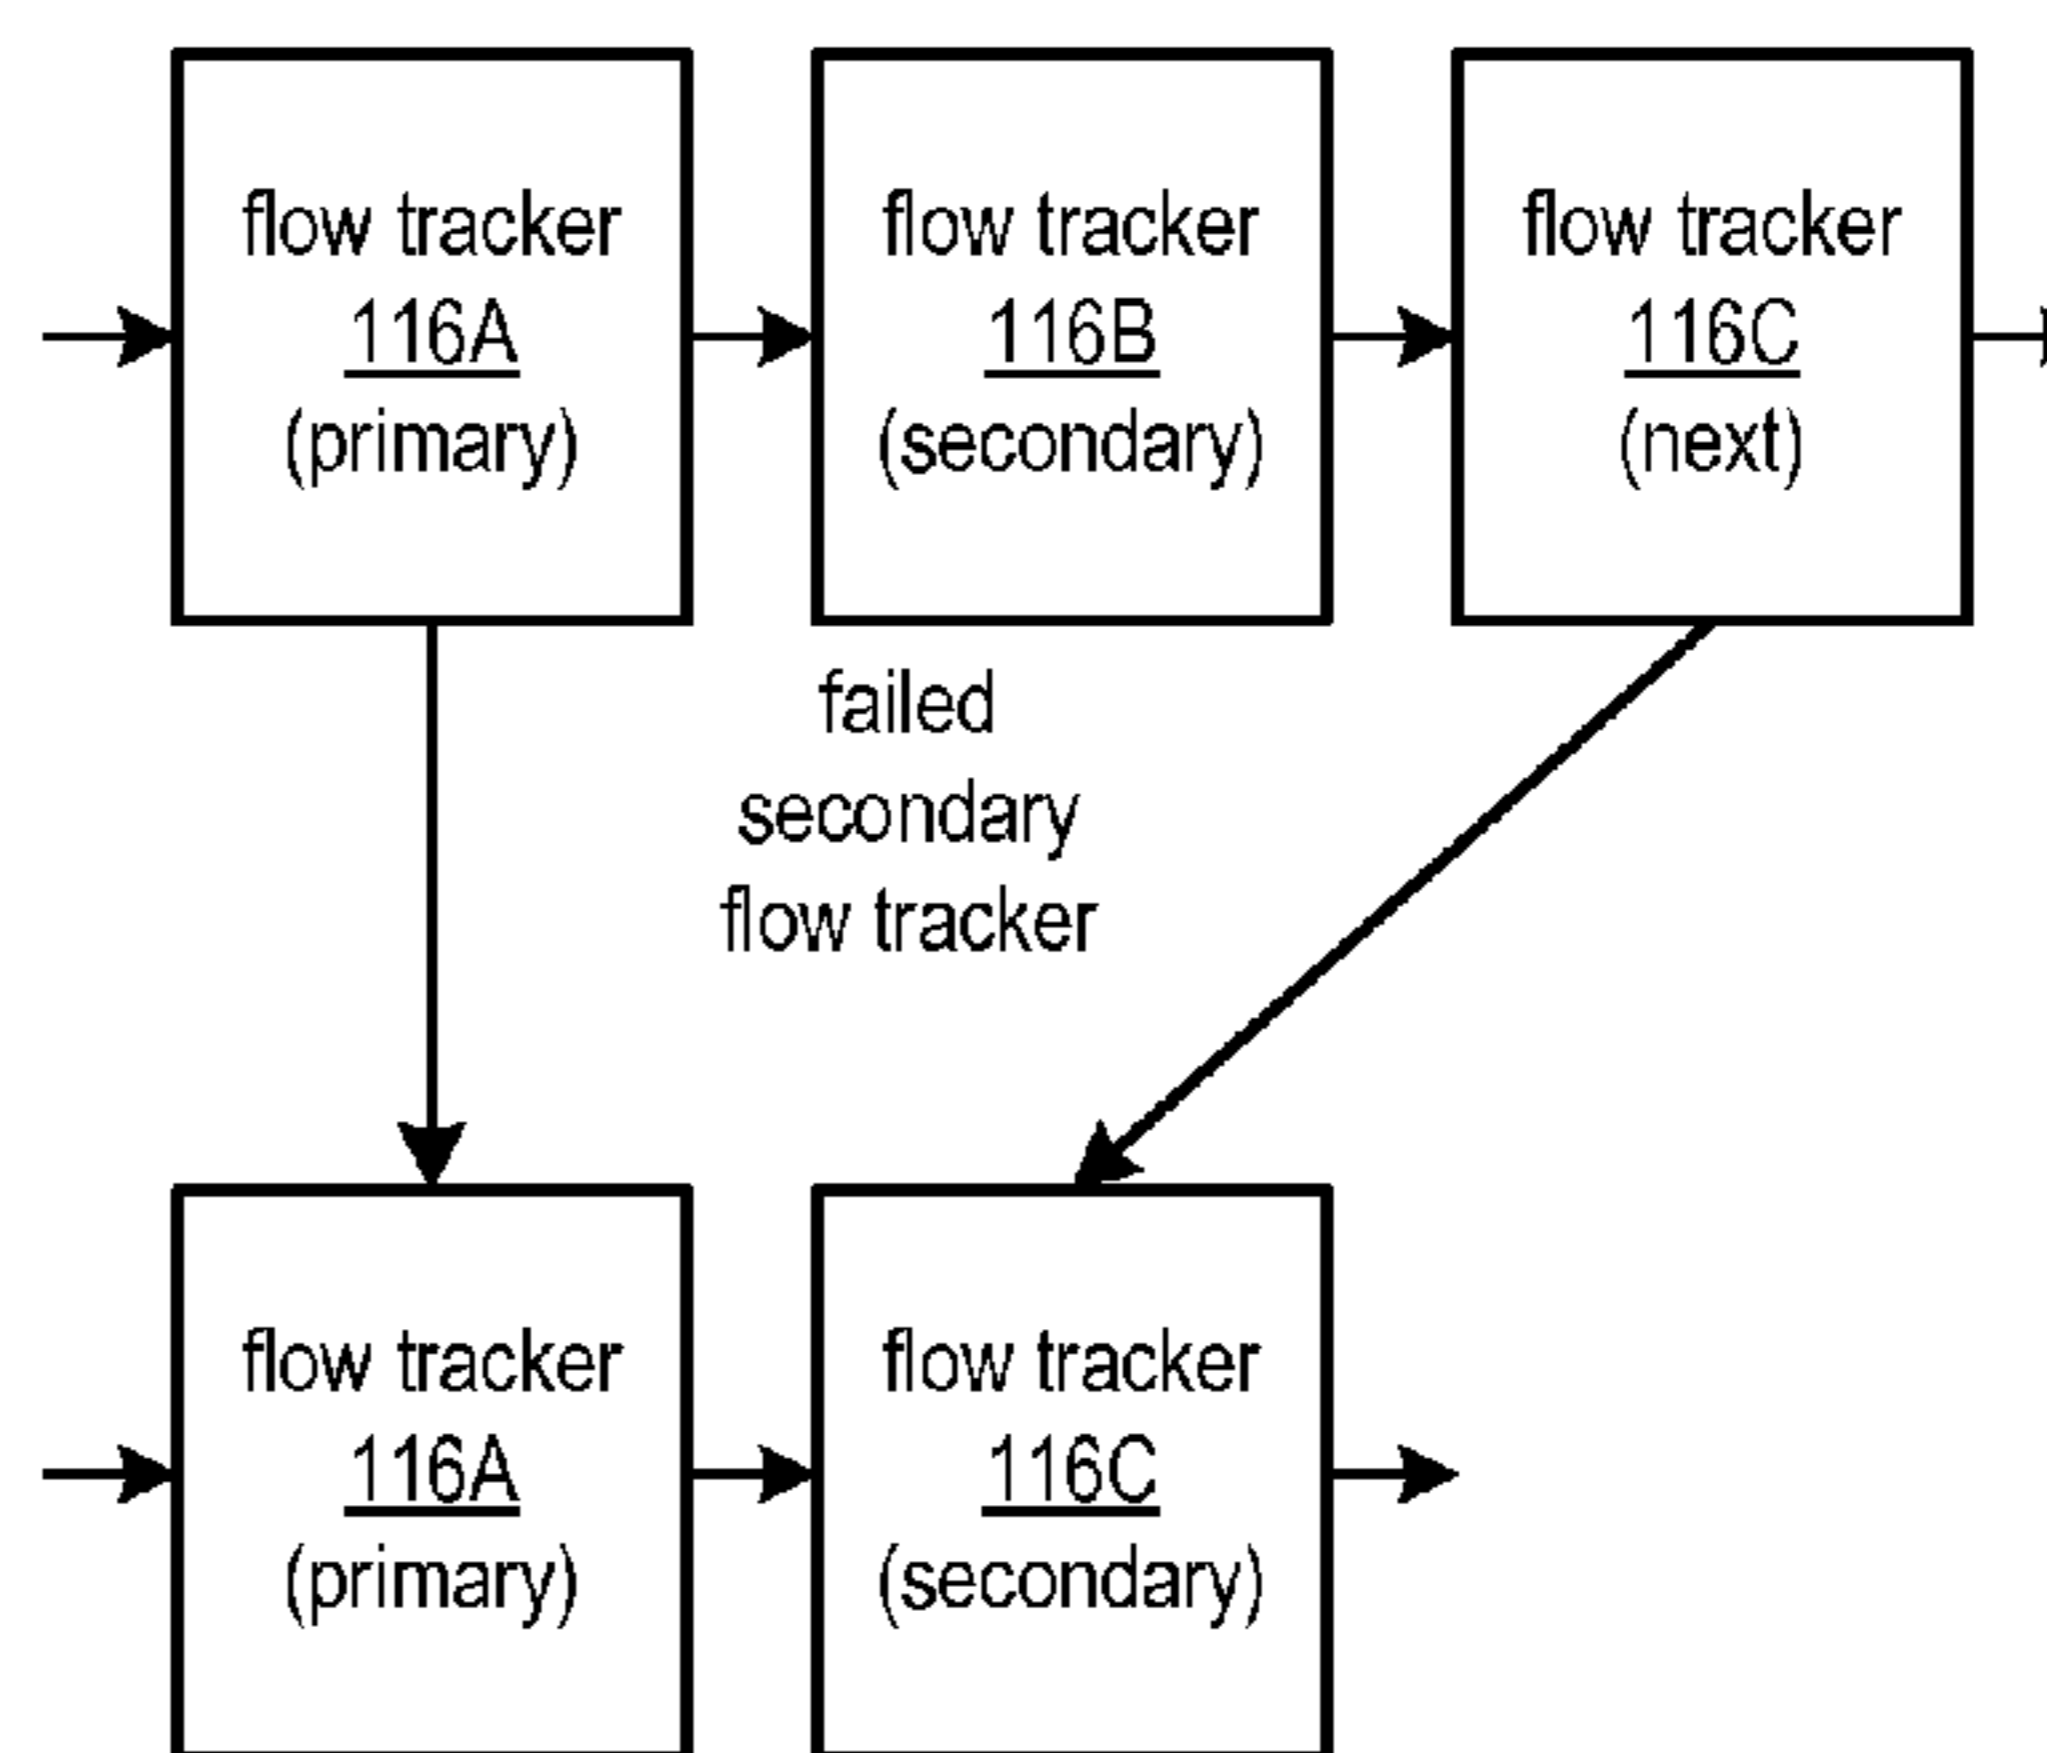 flow tracker
116A
(primary)
flow tracker
116B
(secondary)
flow tracker
116C
(next)
failed
secondary
flow tracker
flow tracker
116A
(primary)
flow tracker
116C
(secondary)